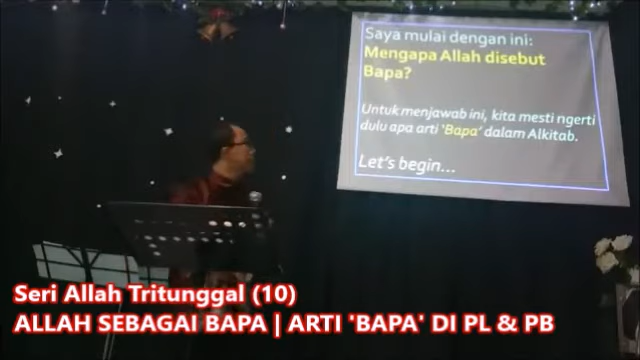 Saya mulai dengan ini:
Mengapa Allah disebut
Bapa?
Untuk menjawab ini, kita mesti ngerti
dulu apa arti 'Bapa' dalam Alkitab.
Let's begin...
Seri Allah Tritunggal (10)
ALLAH SEBAGAI BAPA | ARTI 'BAPA' DI PL & PB